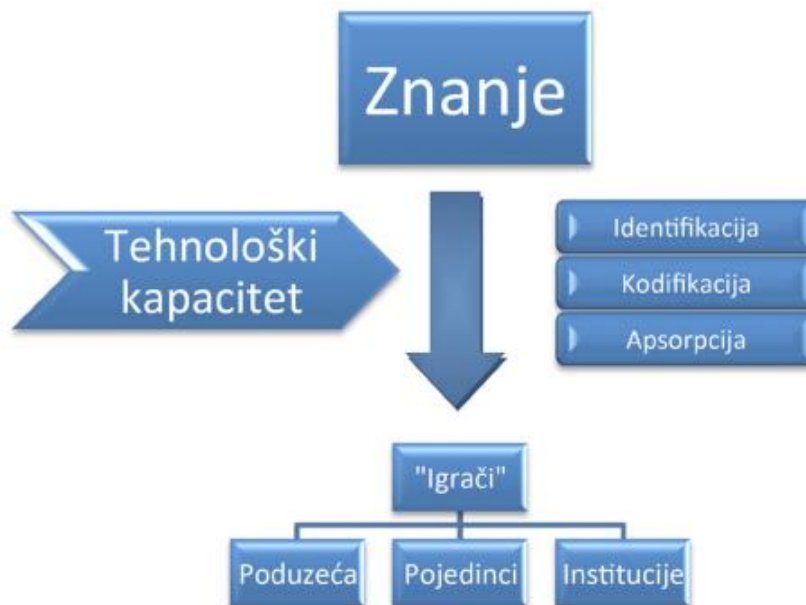 Znanje
Tehnološki
kapacitet
Identifikacija
Kodifikacija
Apsorpcija
"Igrači"
Poduzeća
Pojedinci
Institucije